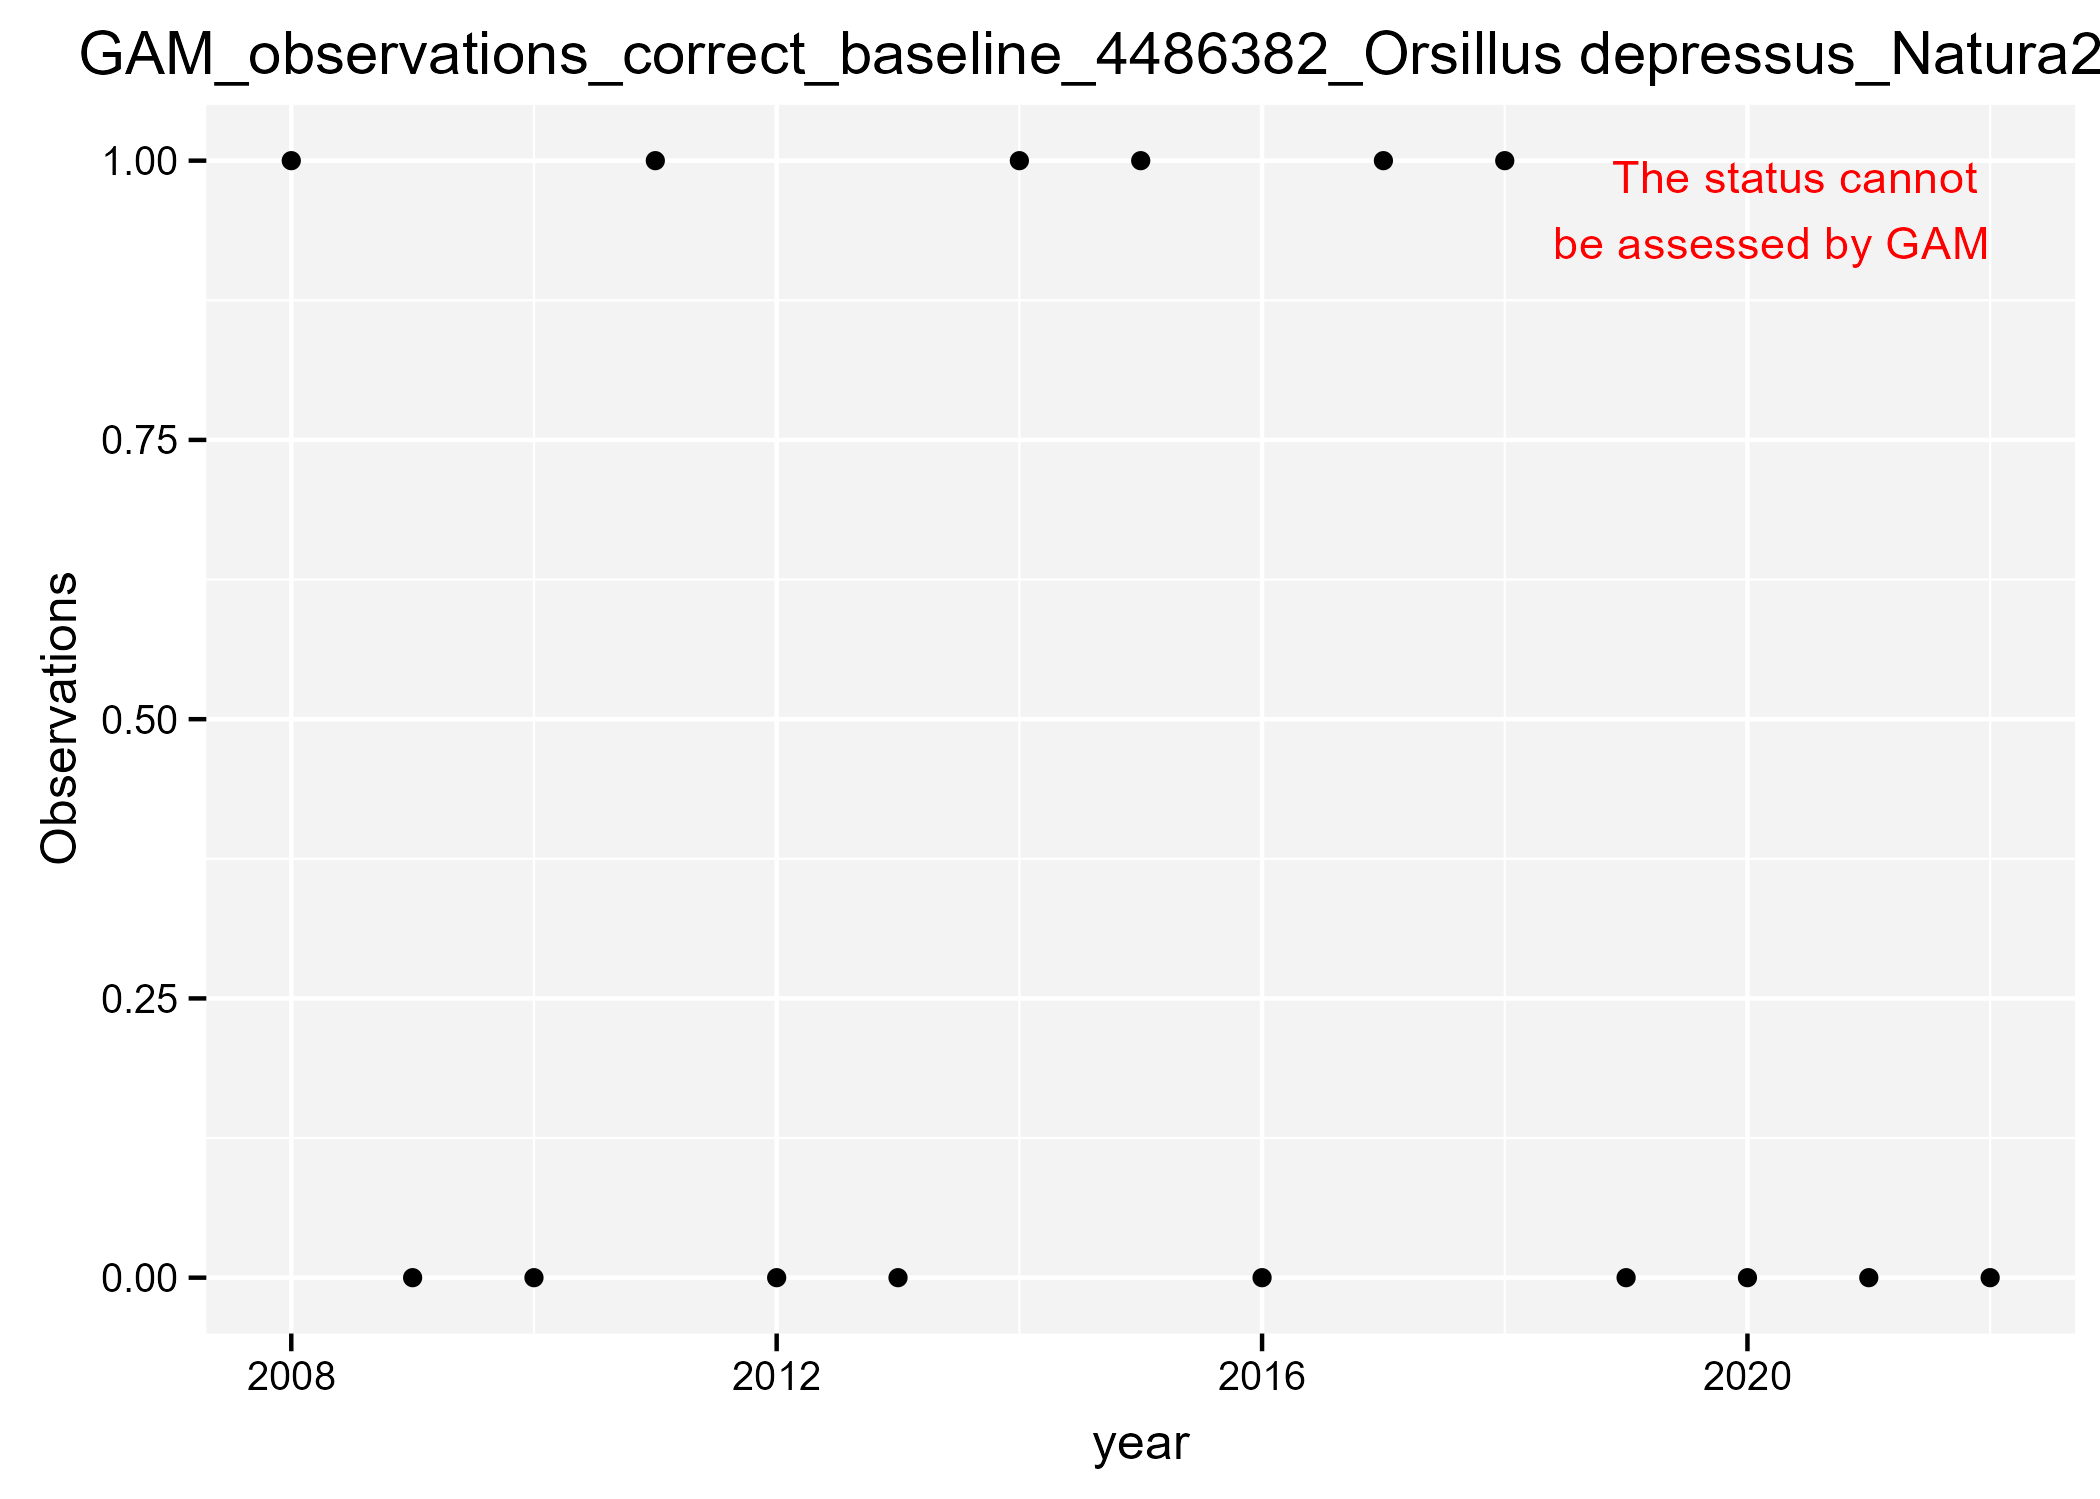 GAM_observations_correct_baseline_4486382_Orsillus depressus_Natura2
1.00
The status cannot
be assessed by GAM
0.75
0.50
0.25
0.00
Observations
2008 2012 2016 2020
year